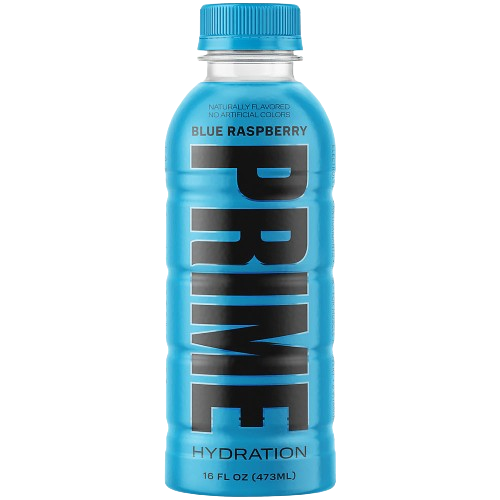 NATURALLY FLAVORED
NO ARTIFICIAL COLORS
BLUE RASPBERRY
PRIME
HYDRATION
16 FL OZ (473ML)